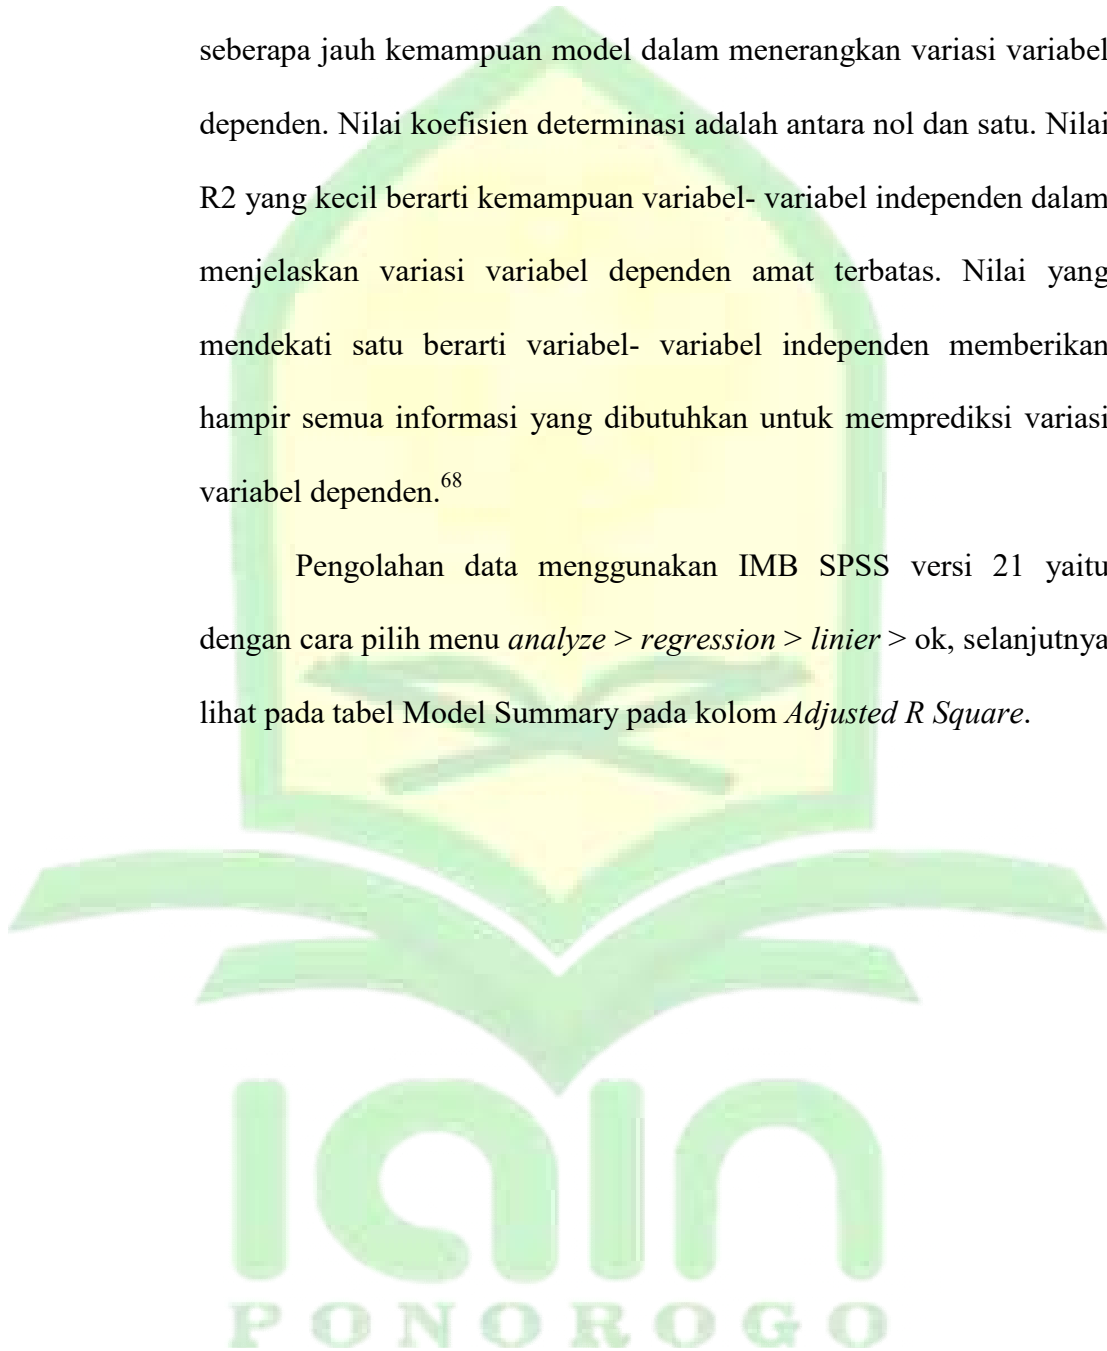 seberapa jauh kemampuan model dalam menerangkan variasi variabel
dependen. Nilai koefisien determinasi adalah antara nol dan satu. Nilai
R2 yang kecil berarti kemampuan variabel- variabel independen dalam
menjelaskan variasi variabel dependen amat terbatas. Nilai yang
mendekati satu berarti variabel- variabel independen memberikan
hampir semua informasi yang dibutuhkan untuk memprediksi variasi
variabel dependen.68
Pengolahan data menggunakan IMB SPSS versi 21 yaitu
dengan cara pilih menu analyze > regression > linier > ok, selanjutnya
lihat pada tabel Model Summary pada kolom Adjusted R Square.
IAIN
PONOROGO